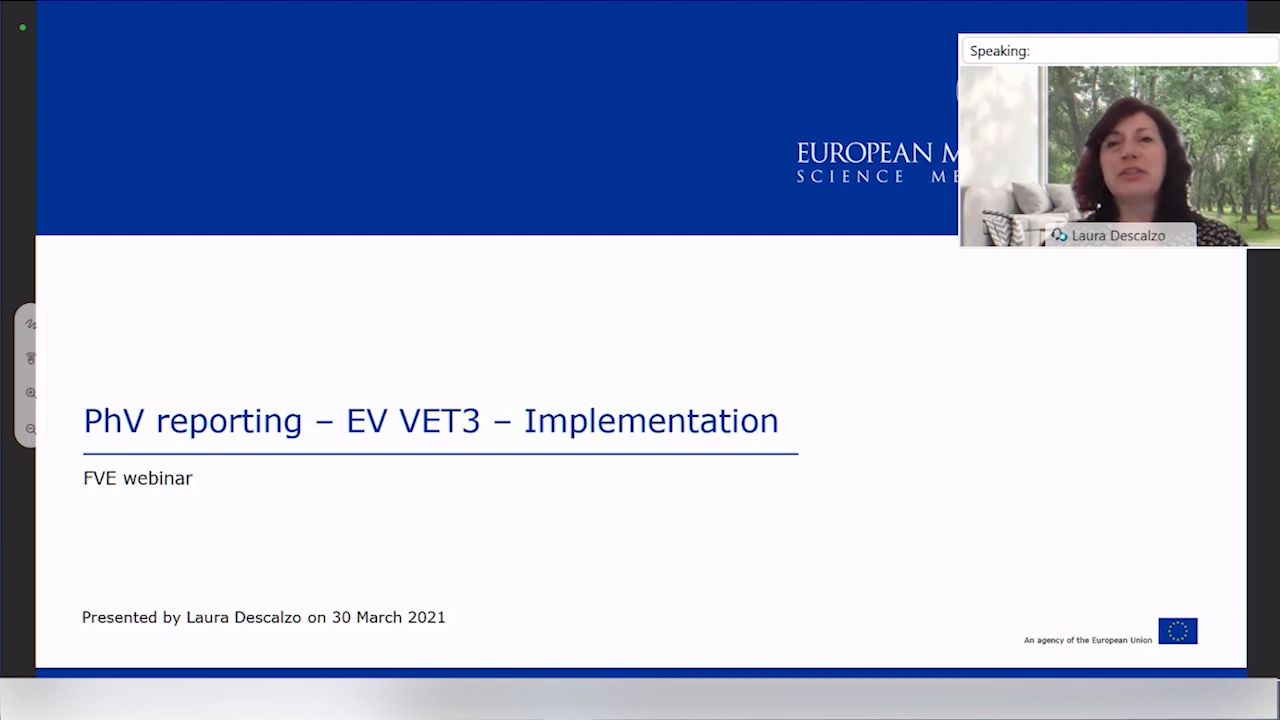 Speaking:
EUROPEAN M
SCIENCE ME
Laura Descalzo
PhV reporting – EV VET3 – Implementation
FVE webinar
Presented by Laura Descalzo on 30 March 2021
An agency of the European Union